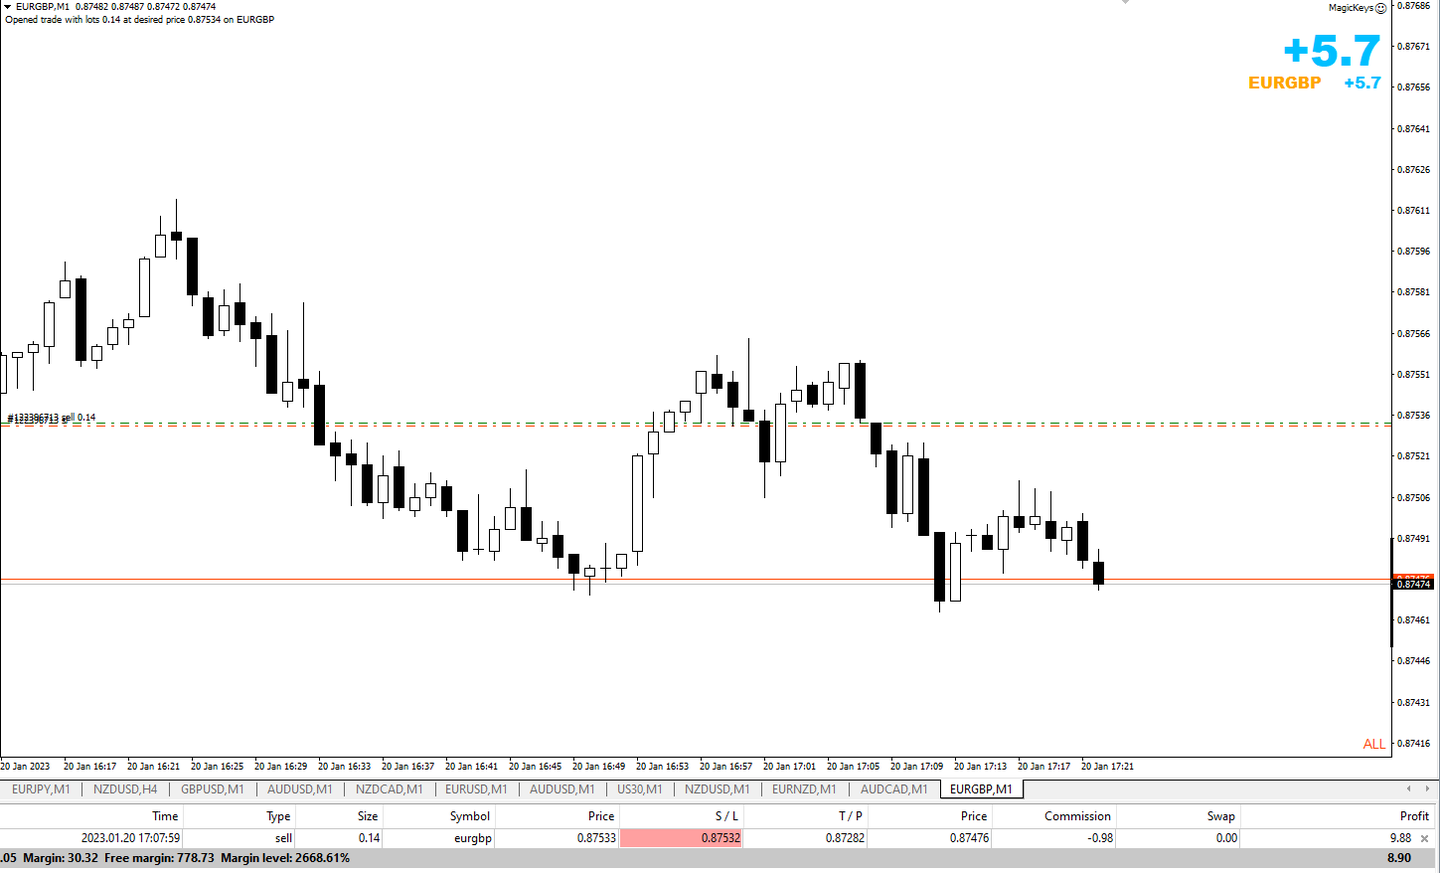 EURGBP,M1 0.87482 0.87487 0.87472 0.87474
Opened trade with lots 0.14 at desired price 0.87534 on EURGBP
MagicKeys
+5.7
EURGBP +5.7
0.87686
0.87671
0.87656
0.87641
0.87626
0.87611
0.87596
0.87581
0.87566
0.87551
0.87536
0.87521
0.87506
0.87491
0.87476
0.87474
0.87461
0.87446
0.87431
0.87416
#122396713 sell 0.14
ALL
20 Jan 2023 20 Jan 16:17 20 Jan 16:21 20 Jan 16:25 20 Jan 16:29 20 Jan 16:33 20 Jan 16:37 20 Jan 16:41 20 Jan 16:45 20 Jan 16:49 20 Jan 16:53 20 Jan 16:57 20 Jan 17:01 20 Jan 17:05 20 Jan 17:09 20 Jan 17:13 20 Jan 17:17 20 Jan 17:21
EURJPY,M1 NZDUSD,H4 GBPUSD,M1 AUDUSD,M1 NZDCAD,M1 EURUSD,M1 AUDUSD,M1 US30,M1 NZDUSD,M1 EURNZD,M1 AUDCAD,M1 EURGBP,M1
Time Type Size Symbol Price S / L T / P Price Commission Swap Profit
2023.01.20 17:07:59 sell 0.14 eurgbp 0.87533 0.87532 0.87282 0.87476 -0.98 0.00 9.88
.05 Margin: 30.32 Free margin: 778.73 Margin level: 2668.61% 8.90